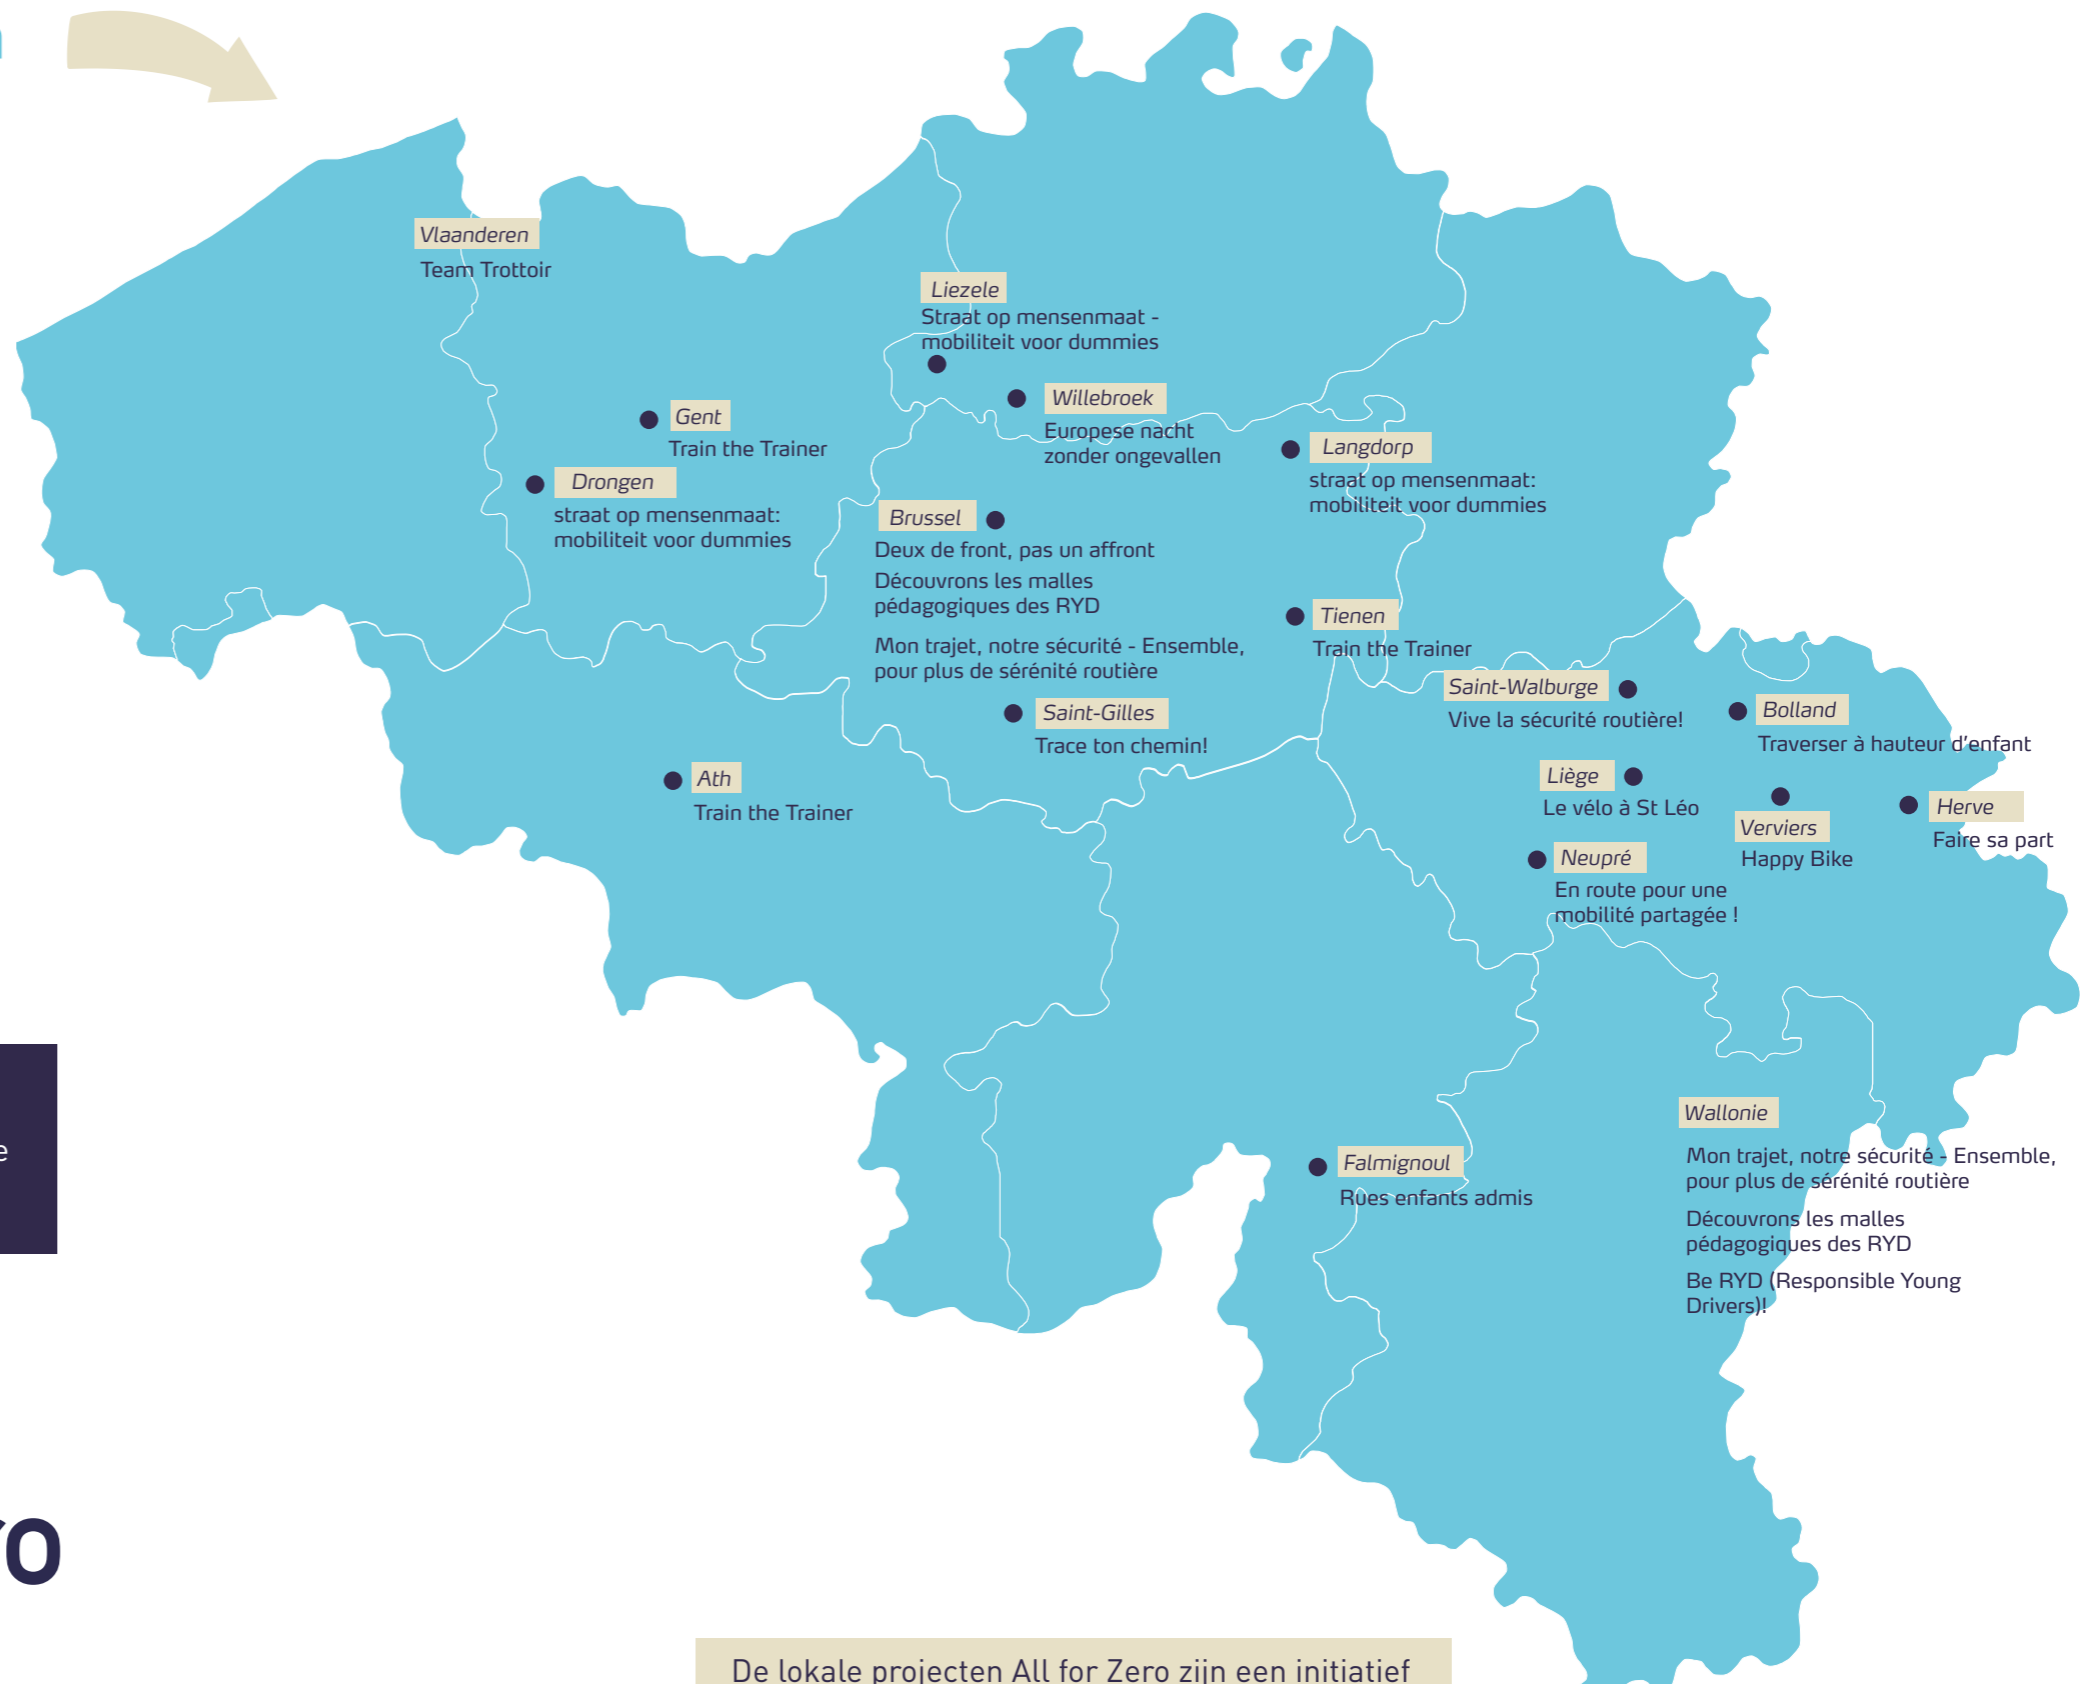 Vlaanderen
Team Trottoir
Liezele
Straat op mensenmaat -
mobiliteit voor dummies
Willebroek
Europese nacht
zonder ongevallen
Gent
Train the Trainer
Drongen
straat op mensenmaat:
mobiliteit voor dummies
Langdorp
straat op mensenmaat:
mobiliteit voor dummies
Brussel
Deux de front, pas un affront
Découvrons les malles
pédagogiques des RYD
Mon trajet, notre sécurité - Ensemble,
pour plus de sérénité routière
Tienen
Train the Trainer
Saint-Gilles
Trace ton chemin!
Saint-Walburge
Vive la sécurité routière!
Bolland
Traverser à hauteur d'enfant
Ath
Train the Trainer
Liège
Le vélo à St Léo
Verviers
Happy Bike
Herve
Faire sa part
Neupré
En route pour une
mobilité partagée !
Wallonie
Mon trajet, notre sécurité - Ensemble,
pour plus de sérénité routière
Découvrons les malles
pédagogiques des RYD
Be RYD (Responsible Young
Drivers)!
Falmignoul
Rues enfants admis
De lokale projecten All for Zero zijn een initiatief